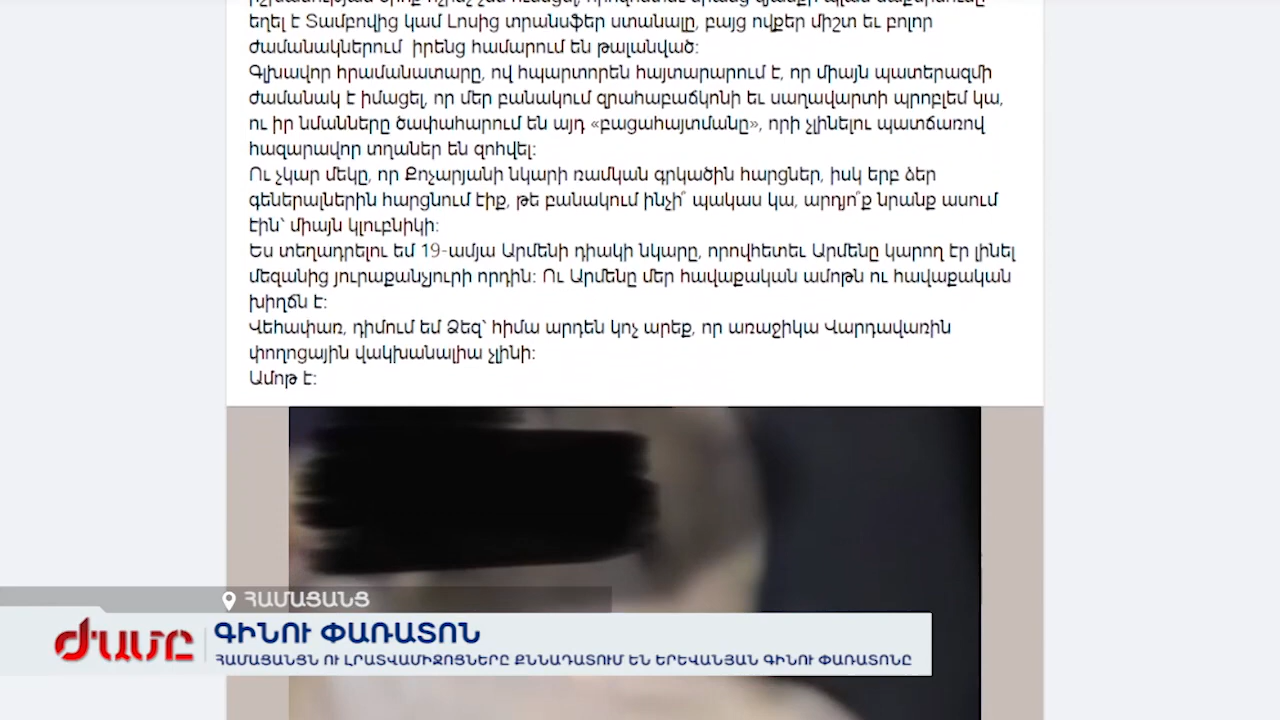 եղել է Տամբովից կամ Լոսից տրանսֆեր ստանալը, բայց ովքեր միշտ եւ բոլոր
ժամանակներում իրենց համարում են թալանված:
Գլխավոր հրամանատարը, ով հպարտորեն հայտարարում է, որ միայն պատերազմի
ժամանակ է իմացել, որ մեր բանակում զրահաբաճկոնի եւ սաղավարտի պրոբլեմ կա,
ու իր նմանները ծափահարում են այդ «բացահայտմանը», որի չլինելու պատճառով
հազարավոր տղաներ են զոհվել:
Ու չկար մեկը, որ Քոչարյանի նկարի ռամկան գրկածին հարցներ, իսկ երբ ձեր
գեներալներին հարցնում էիք, թե բանակում ինչի՞ պակաս կա, արդյո՞ք նրանք ասում
էին՝ միայն կլուբնիկի:
Ես տեղադրելու եմ 19-ամյա Արմենի դիակի նկարը, որովհետեւ Արմենը կարող էր լինել
մեզանից յուրաքանչյուրի որդին: Ու Արմենը մեր հավաքական ամոթն ու հավաքական
խիղճն է:
Վեհափառ, դիմում եմ Ձեզ՝ հիմա արդեն կոչ արեք, որ առաջիկա Վարդավառին
փողոցային վակխանալիա չլինի:
Ամոթ է:
ՀԱՄԱՑԱՆՑ
ԺԱՄԸ
ԳԻՆՈՒ ՓԱՌԱՏՈՆ
ՀԱՄԱՑԱՆՑՆ ՈՒ ԼՐԱՏՎԱՄԻՋՈՑՆԵՐԸ ՔՆՆԱԴԱՏՈՒՄ ԵՆ ԵՐԵՎԱՆՅԱՆ ԳԻՆՈՒ ՓԱՌԱՏՈՆԸ